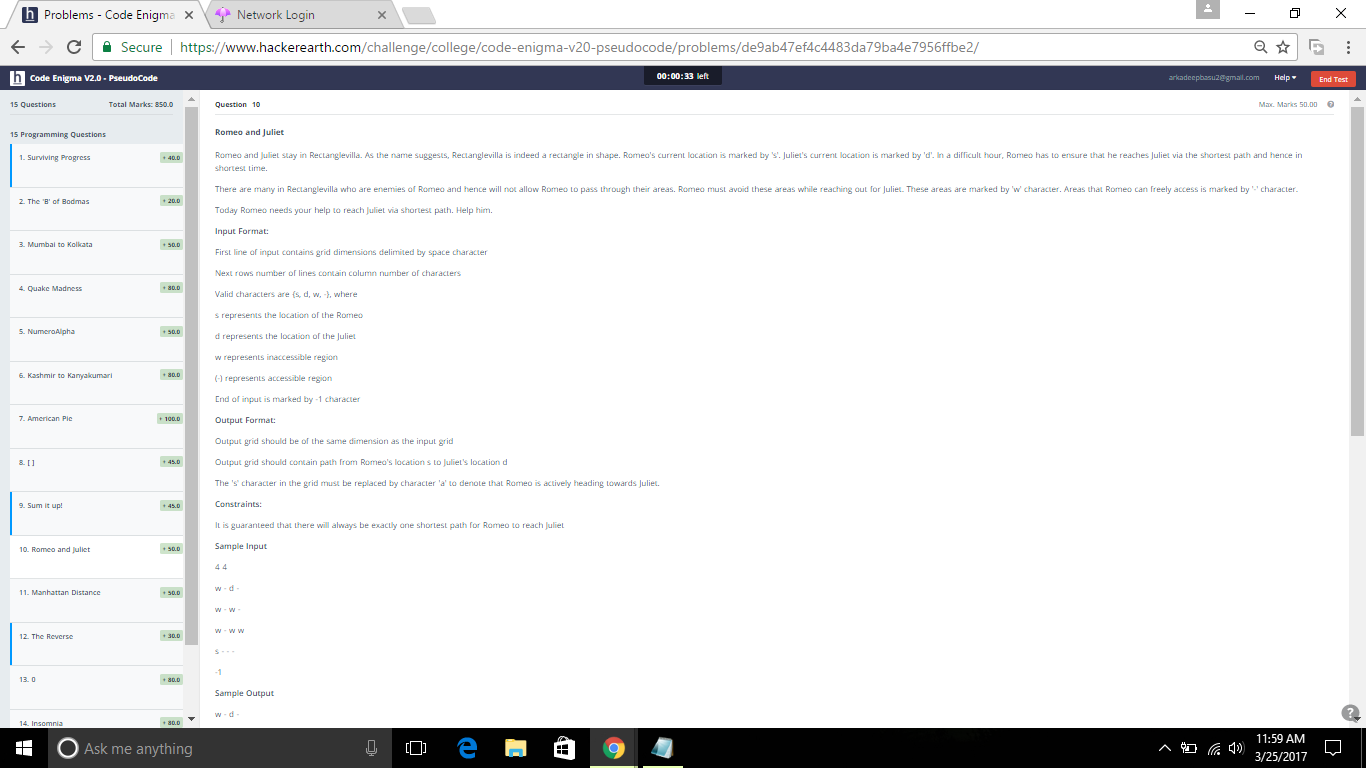 Problems - Code Enigma
Network Login
Secure
https://www.hackerearth.com/challenge/college/code-enigma-v20-pseudocode/problems/de9ab47ef4c4483da79ba4e7956ffbe2/
h Code Enigma V2.0 - PseudoCode
00:00:33 left
arkadeepbasu2@gmail.com
Help
End Test
15 Questions
Total Marks: 850.0
15 Programming Questions
1. Surviving Progress
+ 40.0
2. The 'B' of Bodmas
+ 20.0
3. Mumbai to Kolkata
+ 50.0
4. Quake Madness
+ 80.0
5. NumeroAlpha
+ 50.0
6. Kashmir to Kanyakumari
+ 80.0
7. American Pie
+ 100.0
8. [ ]
+ 45.0
9. Sum it up!
+ 45.0
10. Romeo and Juliet
+ 50.0
11. Manhattan Distance
+ 50.0
12. The Reverse
+ 30.0
13. 0
+ 80.0
14. Insomnia
+ 80.0
Question 10
Max. Marks 50.00
Romeo and Juliet
Romeo and Juliet stay in Rectanglevilla. As the name suggests, Rectanglevilla is indeed a rectangle in shape. Romeo's current location is marked by 's'. Juliet's current location is marked by 'd'. In a difficult hour, Romeo has to ensure that he reaches Juliet via the shortest path and hence in
shortest time.
There are many in Rectanglevilla who are enemies of Romeo and hence will not allow Romeo to pass through their areas. Romeo must avoid these areas while reaching out for Juliet. These areas are marked by 'w' character. Areas that Romeo can freely access is marked by '-' character.
Today Romeo needs your help to reach Juliet via shortest path. Help him.
Input Format:
First line of input contains grid dimensions delimited by space character
Next rows number of lines contain column number of characters
Valid characters are {s, d, w, -}, where
s represents the location of the Romeo
d represents the location of the Juliet
w represents inaccessible region
(-) represents accessible region
End of input is marked by -1 character
Output Format:
Output grid should be of the same dimension as the input grid
Output grid should contain path from Romeo's location s to Juliet's location d
The 's' character in the grid must be replaced by character 'a' to denote that Romeo is actively heading towards Juliet.
Constraints:
It is guaranteed that there will always be exactly one shortest path for Romeo to reach Juliet
Sample Input
4 4
w - d -
w - w -
w - w w
s - - -
-1
Sample Output
w - d -
Ask me anything
11:59 AM
3/25/2017